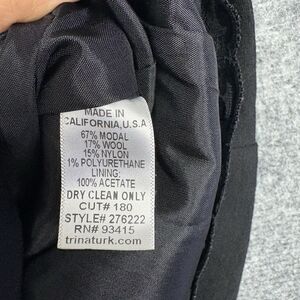 MADE IN
CALIFORNIA, U.S.A
67% MODAL
17% WOOL
15% NYLON
1% POLYURETHANE
LINING:
100% ACETATE
DRY CLEAN ONLY
CUT# 180
STYLE# 276222
RN# 93415
trinaturk.com